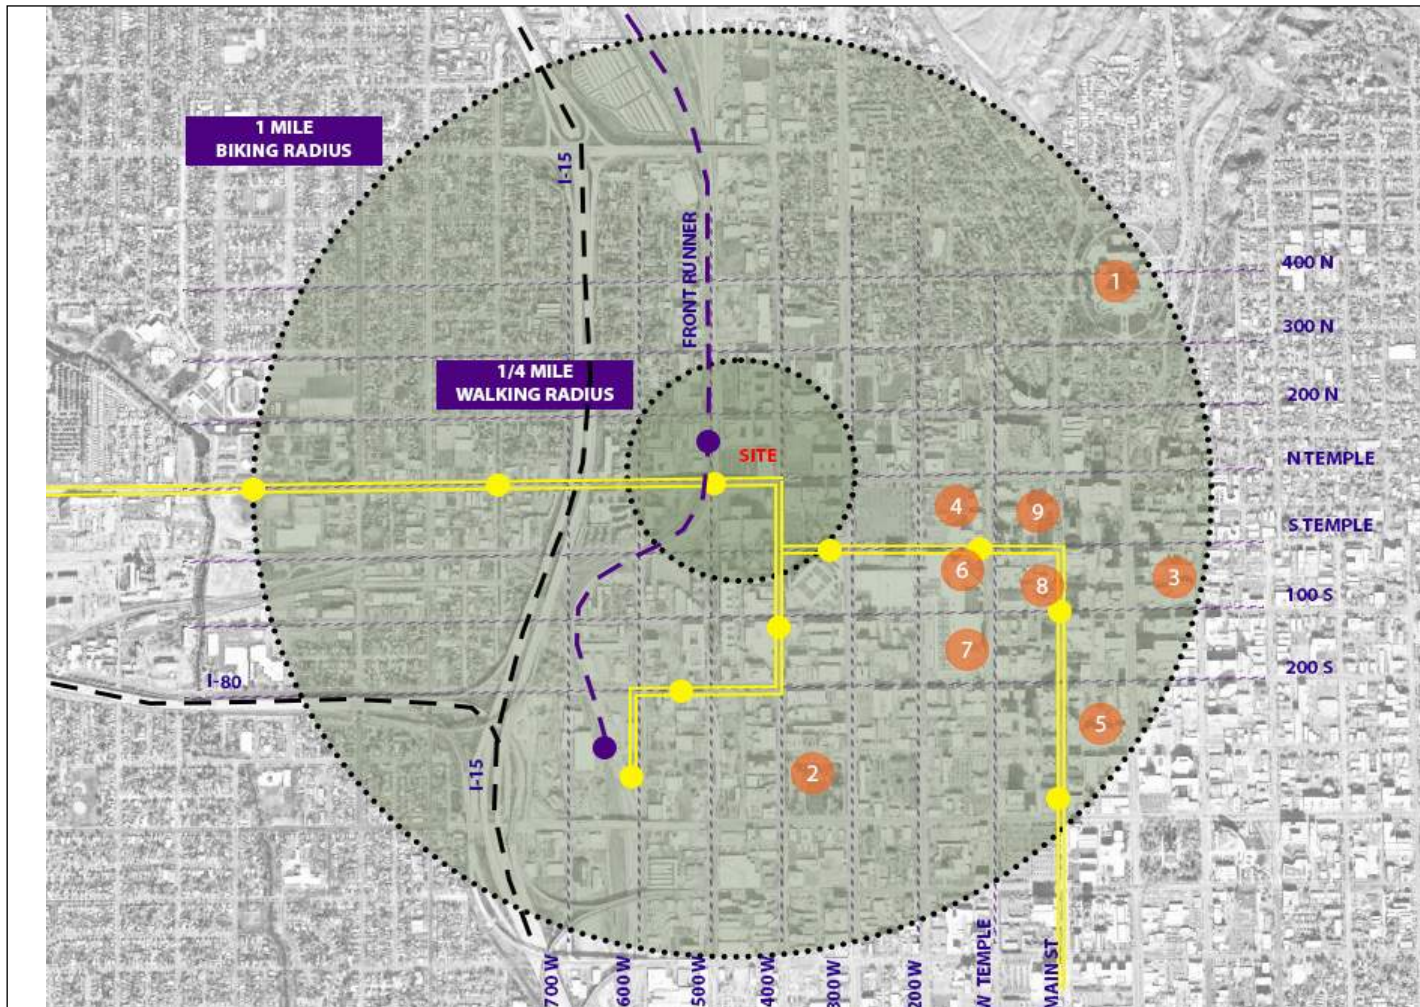 1 MILE
BIKING RADIUS
I-15
FRONT RUNNER
400 N
1
300 N
1/4 MILE
WALKING RADIUS
200 N
SITE
N TEMPLE
4
9
S TEMPLE
6
8
3
100 S
7
200 S
I-80
5
I-15
2
700 W
600 W
500 W
400 W
300 W
200 W
W TEMPLE
MAIN ST